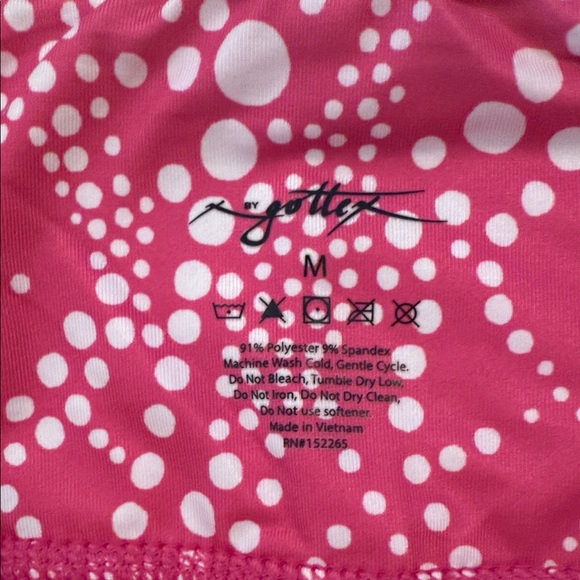 X BY gottex
M
91% Polyester 9% Spandex
Machine Wash Cold, Gentle Cycle.
Do Not Bleach, Tumble Dry Low,
Do Not Iron, Do Not Dry Clean,
Do Not use softener.
Made in Vietnam
RN#152265